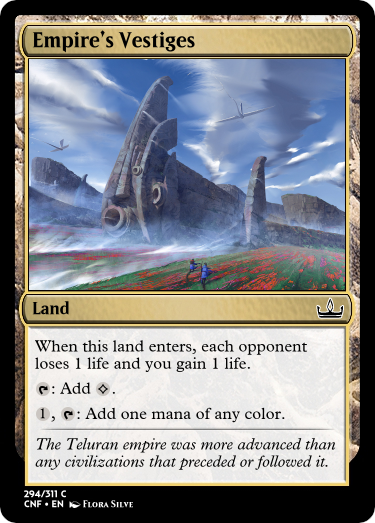 Empire's Vestiges
Land
When this land enters, each opponent
loses 1 life and you gain 1 life.
: Add .
1, : Add one mana of any color.
The Teluran empire was more advanced than
any civilizations that preceded or followed it.
294/311 C
CNF • EN Flora Silve